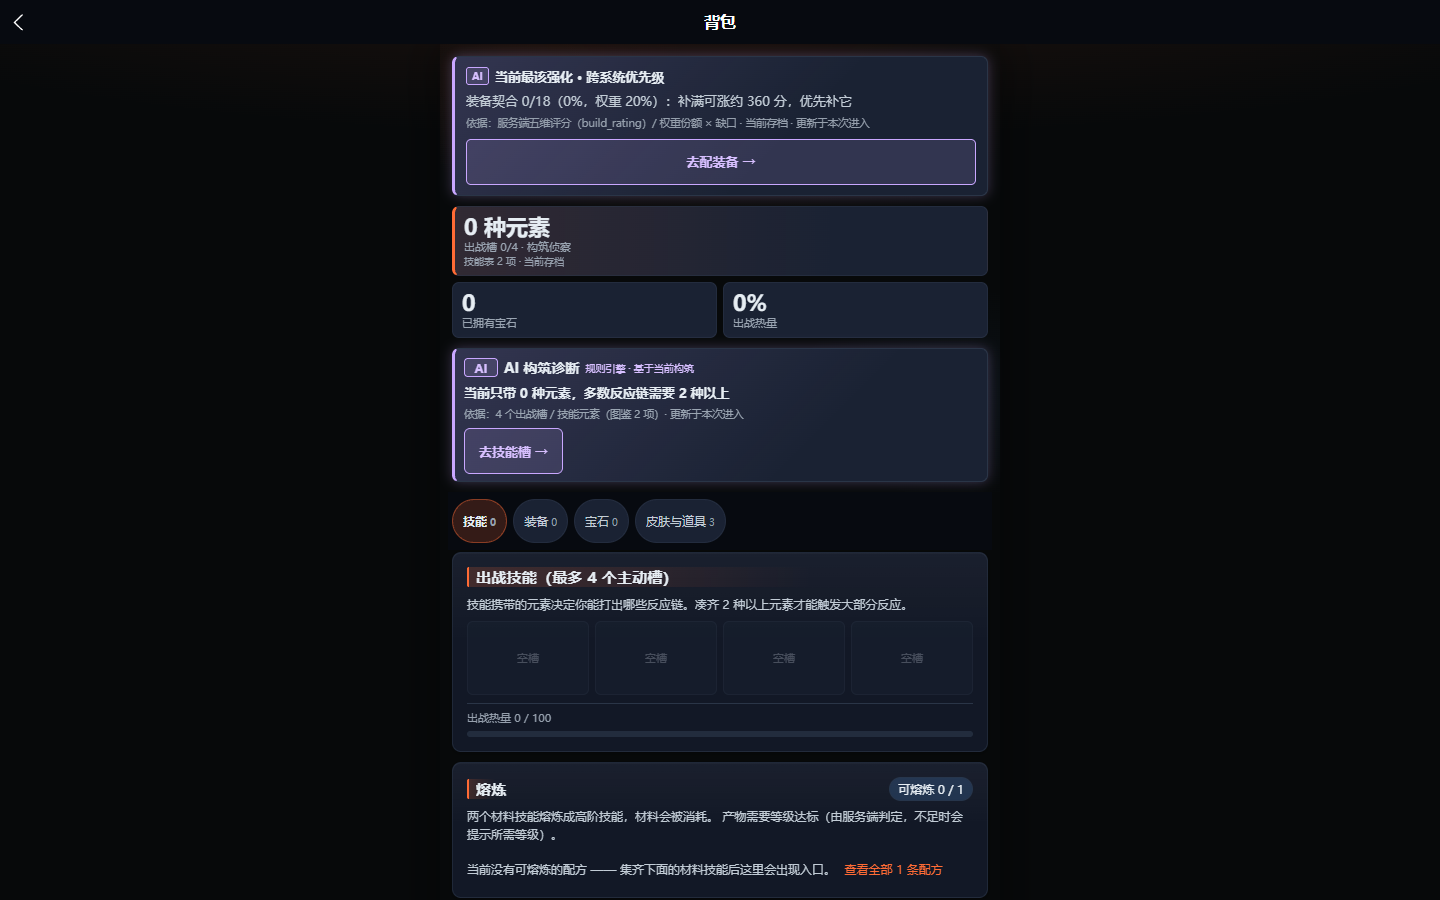 背包
AI 当前最该强化 • 跨系统优先级
装备契合 0/18（0%，权重 20%）：补满可涨约 360 分，优先补它
依据：服务端五维评分（build_rating）/ 权重份额 × 缺口 · 当前存档 · 更新于本次进入
去配装备 →
0 种元素
出战槽 0/4 · 构筑侦察
技能表 2 项 · 当前存档
0
已拥有宝石
0%
出战热量
AI AI 构筑诊断 规则引擎 · 基于当前构筑
当前只带 0 种元素，多数反应链需要 2 种以上
依据：4 个出战槽 / 技能元素（图鉴 2 项）· 更新于本次进入
去技能槽 →
技能 0 装备 0 宝石 0 皮肤与道具 3
出战技能（最多 4 个主动槽）
技能携带的元素决定你能打出哪些反应链。凑齐 2 种以上元素才能触发大部分反应。
空槽 空槽 空槽 空槽
出战热量 0 / 100
熔炼 可熔炼 0 / 1
两个材料技能熔炼成高阶技能，材料会被消耗。 产物需要等级达标（由服务端判定，不足时会
提示所需等级）。
当前没有可熔炼的配方 —— 集齐下面的材料技能后这里会出现入口。 查看全部 1 条配方